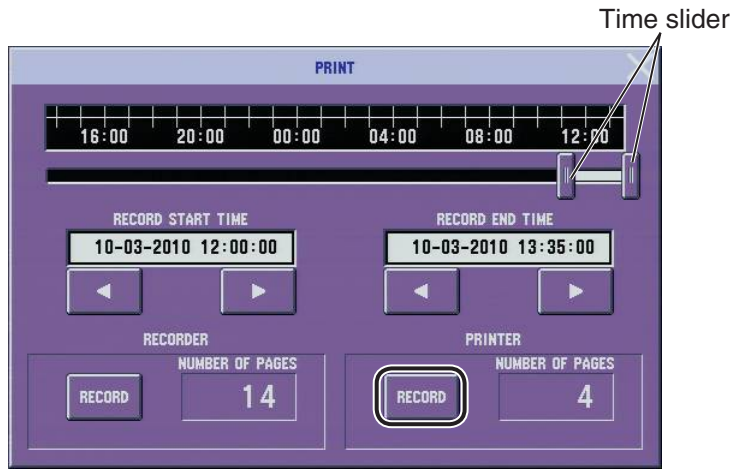 Time slider
PRINT
16:00 20:00 00:00 04:00 08:00 12:00
RECORD START TIME
RECORD END TIME
10-03-2010 12:00:00
10-03-2010 13:35:00
RECORDER
PRINTER
NUMBER OF PAGES
NUMBER OF PAGES
RECORD
14
RECORD
4